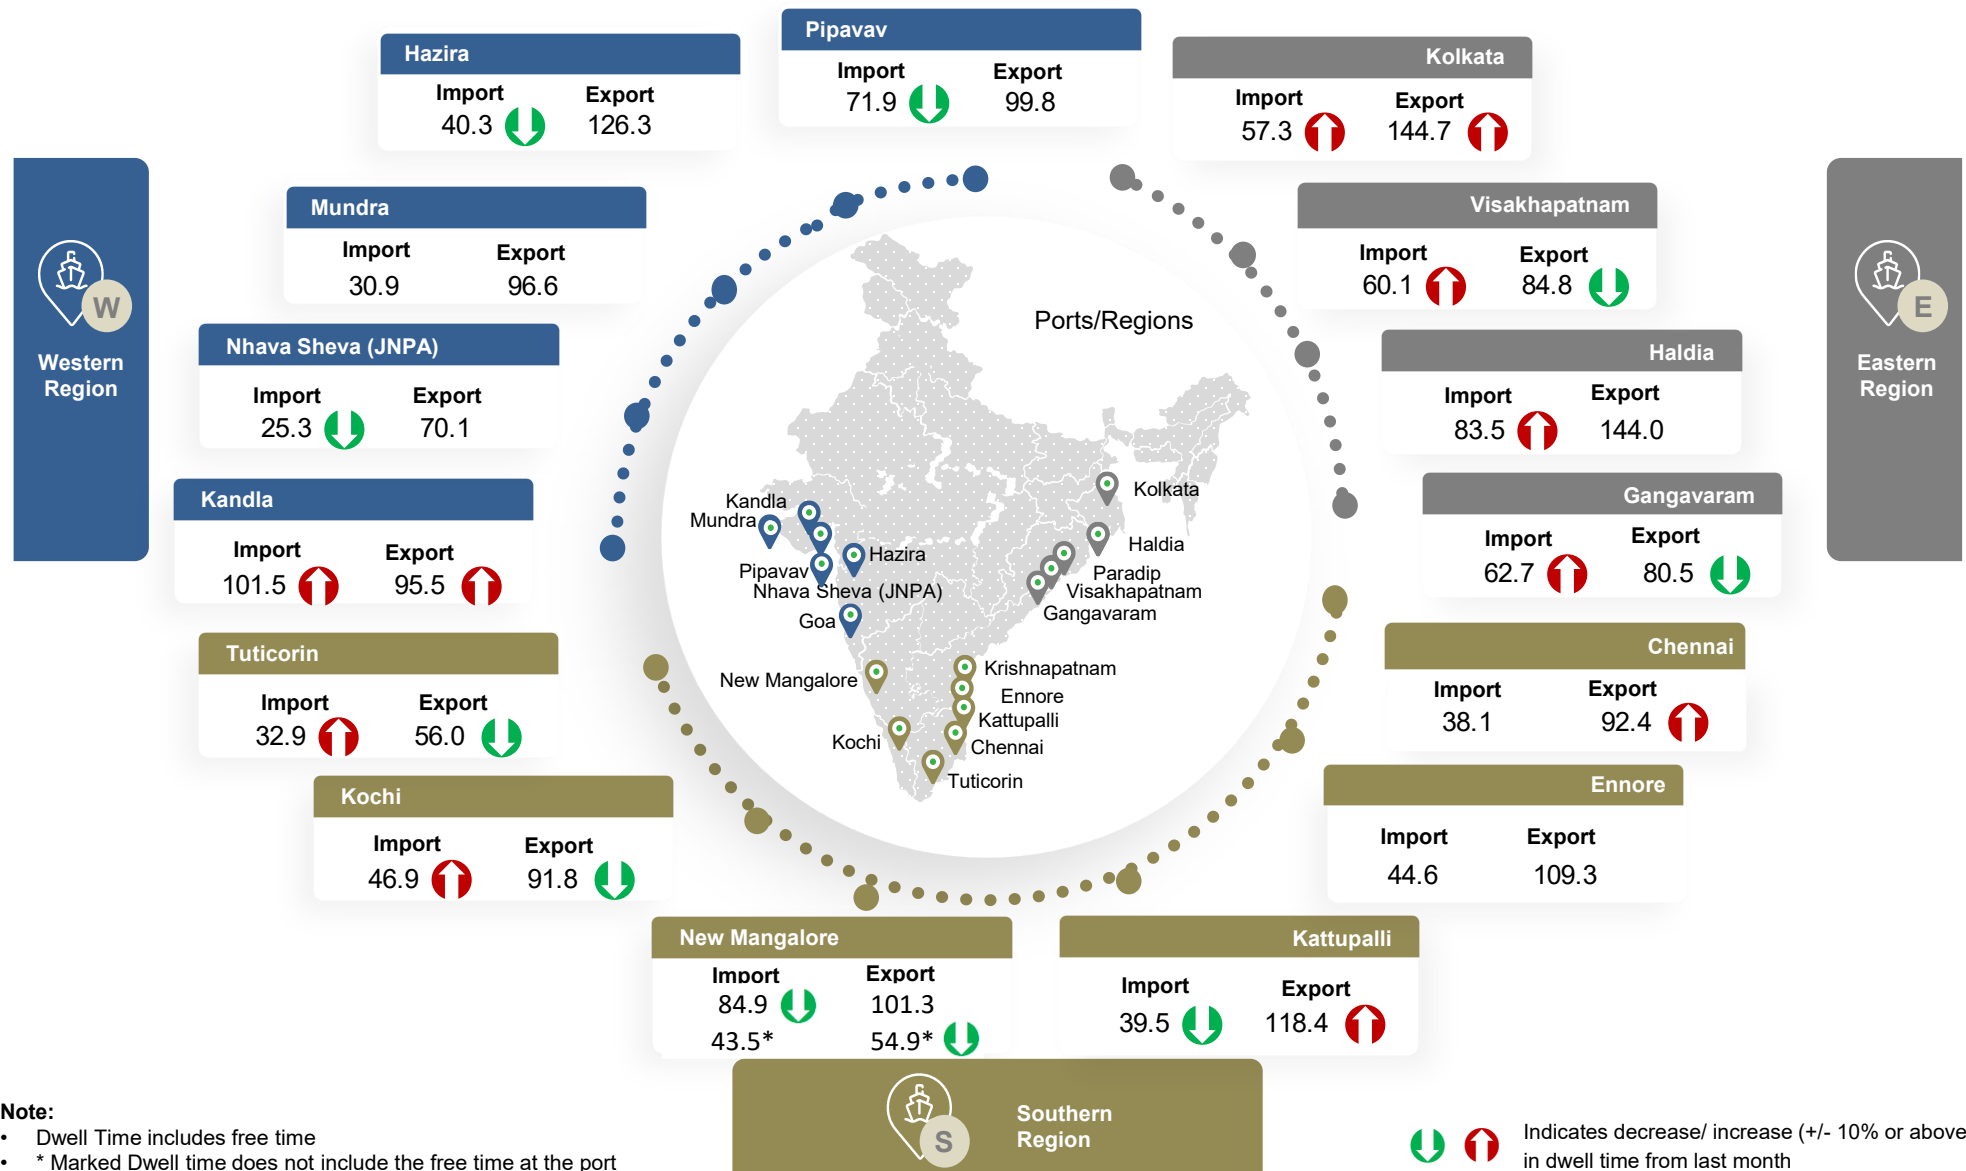 Hazira
Import Export
40.3 126.3
Pipavav
Import Export
71.9 99.8
Kolkata
Import Export
57.3 144.7
Mundra
Import Export
30.9 96.6
Visakhapatnam
Import Export
60.1 84.8
W
Western
Region
E
Eastern
Region
Nhava Sheva (JNPA)
Import Export
25.3 70.1
Haldia
Import Export
83.5 144.0
Kandla
Import Export
101.5 95.5
Gangavaram
Import Export
62.7 80.5
Ports/Regions
Kandla
Mundra
Kolkata
Hazira
Haldia
Pipavav
Paradip
Nhava Sheva (JNPA)
Visakhapatnam
Goa
Gangavaram
New Mangalore
Krishnapatnam
Ennore
Kattupalli
Kochi
Chennai
Tuticorin
Tuticorin
Import Export
32.9 56.0
Chennai
Import Export
38.1 92.4
Kochi
Import Export
46.9 91.8
Ennore
Import Export
44.6 109.3
New Mangalore
Import Export
84.9 101.3
43.5* 54.9*
Kattupalli
Import Export
39.5 118.4
S
Southern
Region
Note:
• Dwell Time includes free time
• * Marked Dwell time does not include the free time at the port
Indicates decrease/ increase (+/- 10% or above
in dwell time from last month